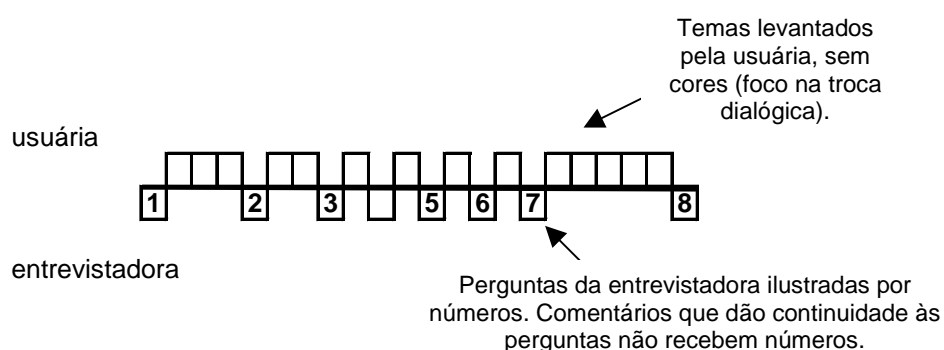 Temas levantados
pela usuária, sem
cores (foco na troca
dialógica).
usuária
1 2 3 5 6 7 8
entrevistadora
Perguntas da entrevistadora ilustradas por
números. Comentários que dão continuidade às
perguntas não recebem números.